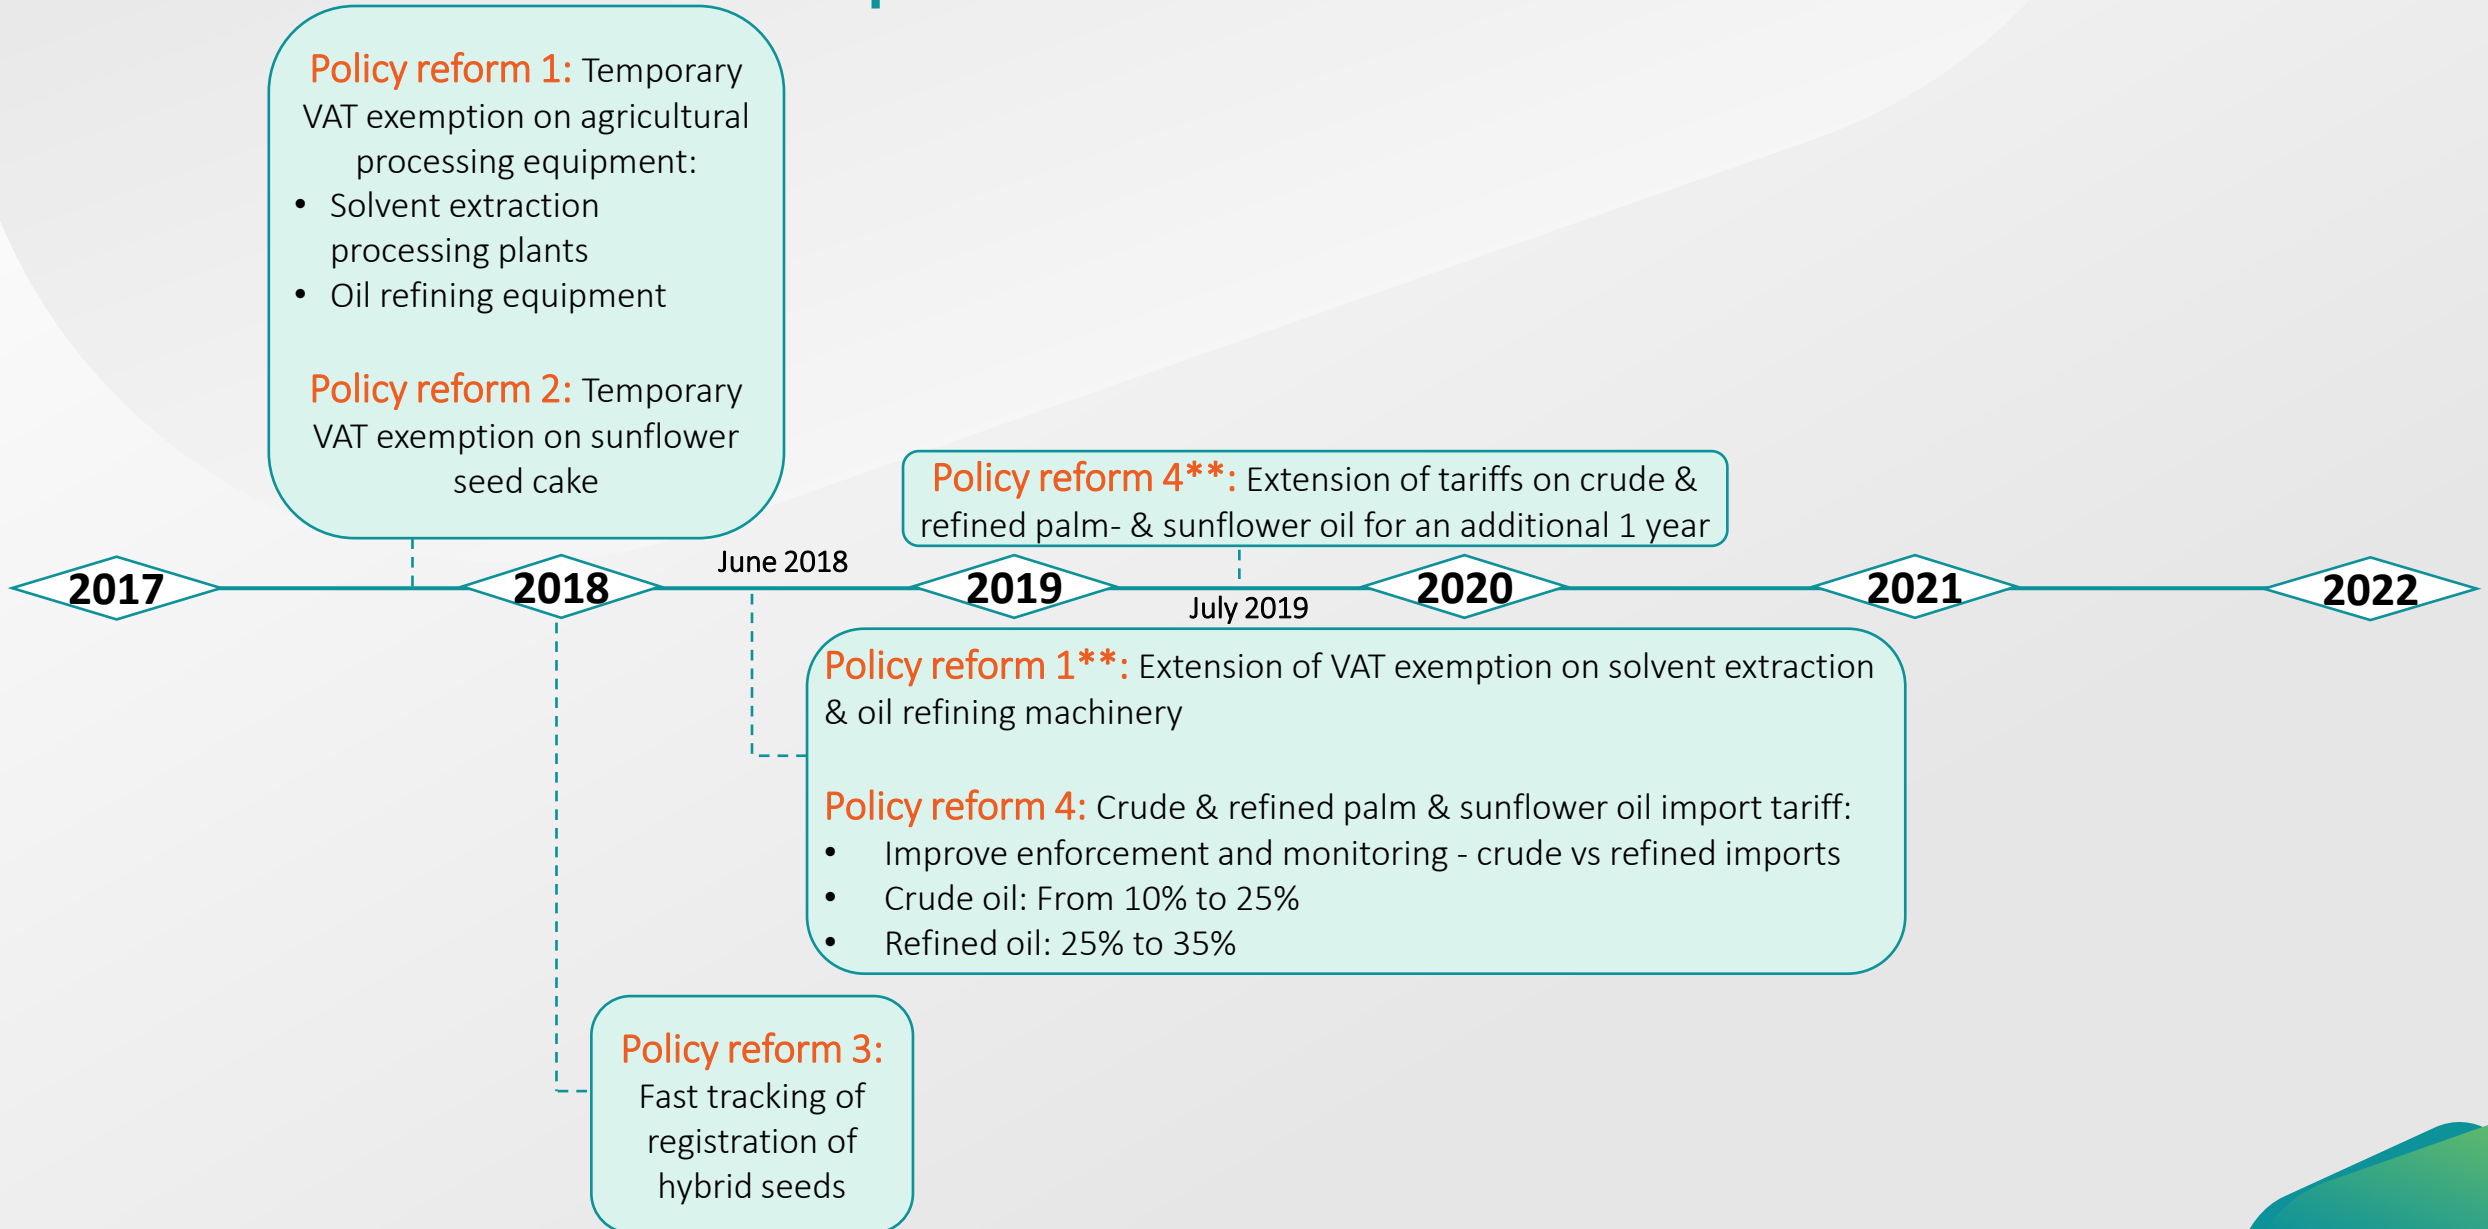 Policy reform 1: Temporary
VAT exemption on agricultural
processing equipment:
• Solvent extraction
processing plants
• Oil refining equipment
Policy reform 2: Temporary
VAT exemption on sunflower
seed cake
Policy reform 4**: Extension of tariffs on crude &
refined palm- & sunflower oil for an additional 1 year
June 2018
2017
2018
2019
2020
2021
2022
July 2019
Policy reform 1**: Extension of VAT exemption on solvent extraction
& oil refining machinery
Policy reform 4: Crude & refined palm & sunflower oil import tariff:
• Improve enforcement and monitoring - crude vs refined imports
• Crude oil: From 10% to 25%
• Refined oil: 25% to 35%
Policy reform 3:
Fast tracking of
registration of
hybrid seeds